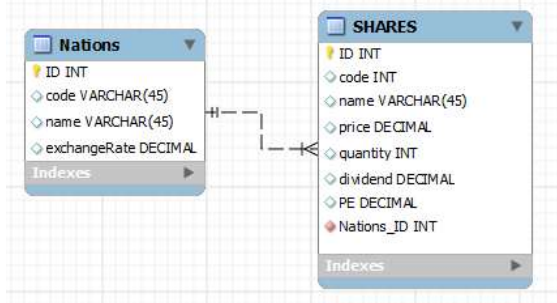 Nations
ID INT
code VARCHAR(45)
name VARCHAR(45)
exchangeRate DECIMAL
Indexes
SHARES
ID INT
code INT
name VARCHAR(45)
price DECIMAL
quantity INT
dividend DECIMAL
PE DECIMAL
Nations_ID INT
Indexes